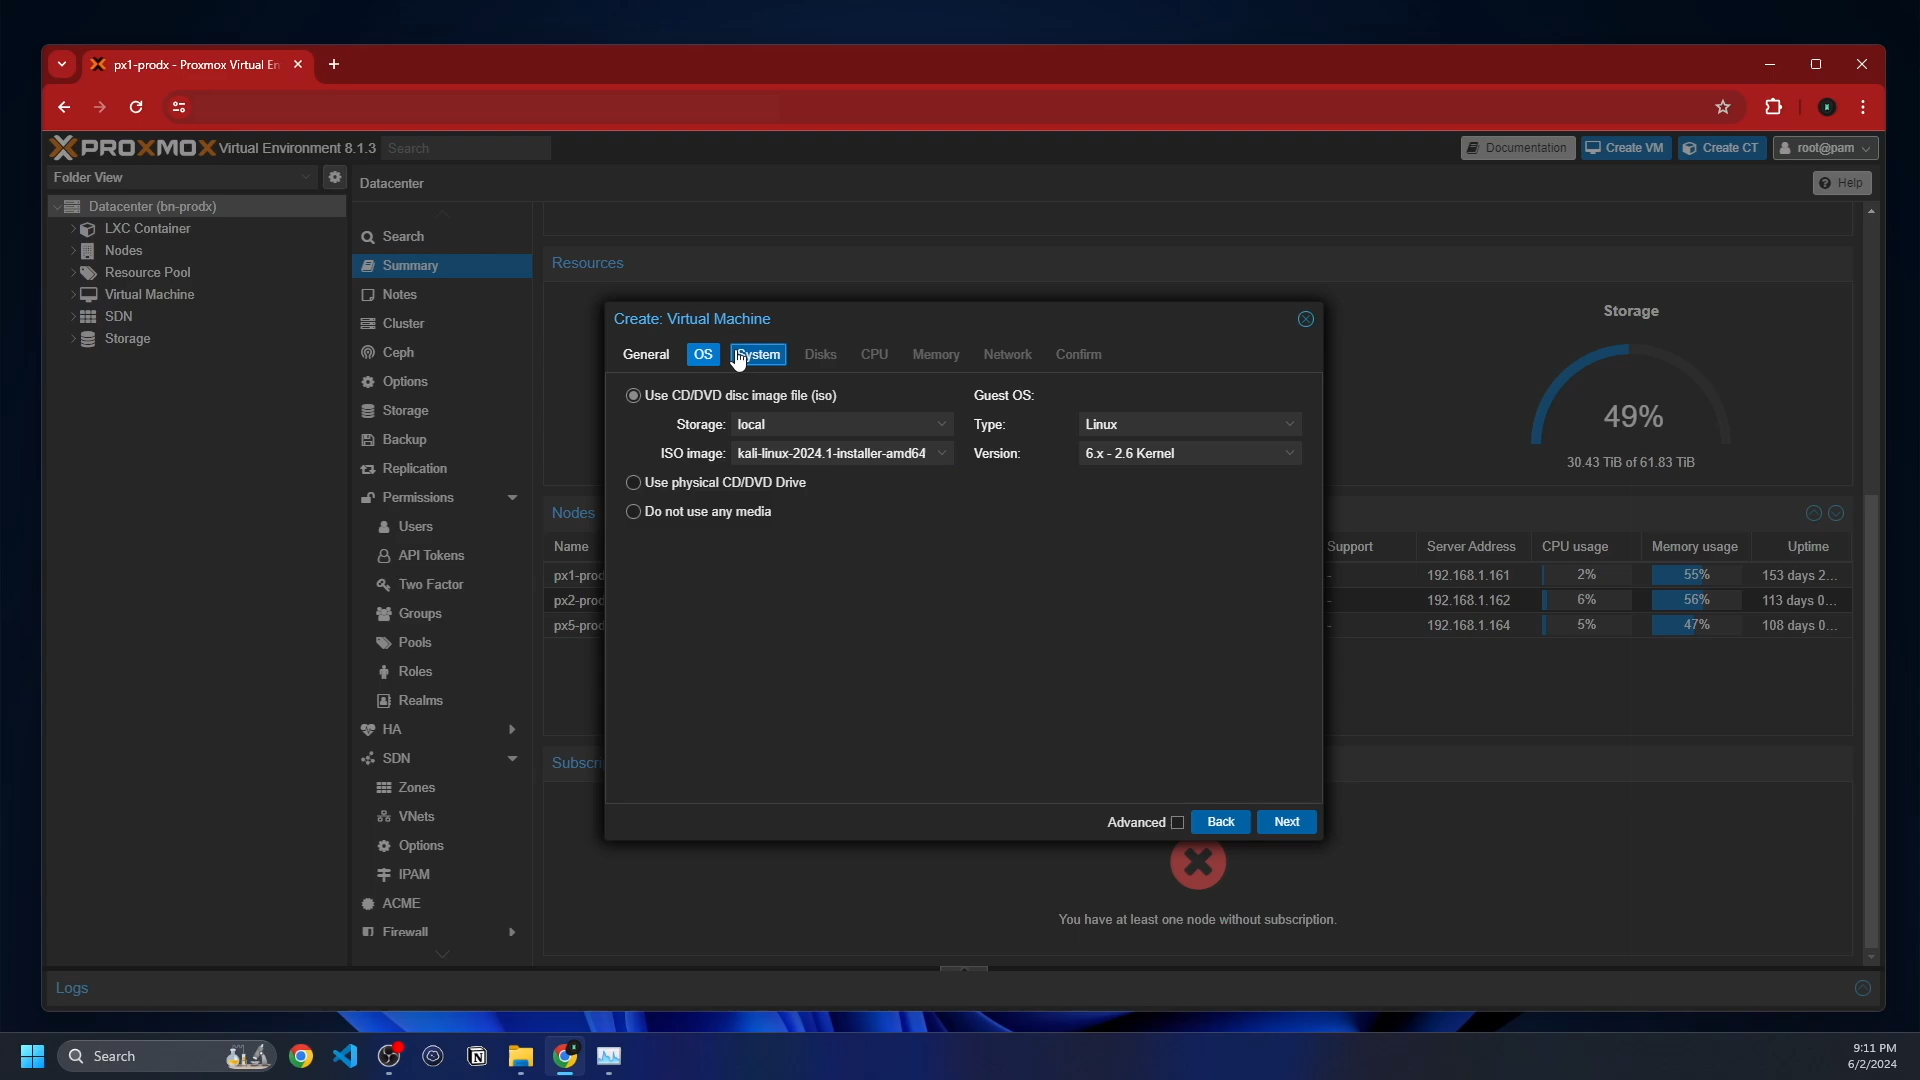 px1-prodx - Proxmox Virtual En
PROXMOX Virtual Environment 8.1.3
Search
Documentation
Create VM
Create CT
root@pam
Folder View
Datacenter
Help
Datacenter (bn-prodx)
LXC Container
Nodes
Resource Pool
Virtual Machine
SDN
Storage
Search
Summary
Notes
Cluster
Ceph
Options
Storage
Backup
Replication
Permissions
Users
API Tokens
Two Factor
Groups
Pools
Roles
Realms
HA
SDN
Zones
VNets
Options
IPAM
ACME
Firewall
Resources
Storage
49%
30.43 TiB of 61.83 TiB
Create: Virtual Machine
General
OS
System
Disks
CPU
Memory
Network
Confirm
Use CD/DVD disc image file (iso)
Guest OS:
Storage: local
Type: Linux
ISO image: kali-linux-2024.1-installer-amd64
Version: 6.x - 2.6 Kernel
Use physical CD/DVD Drive
Do not use any media
Advanced
Back
Next
Nodes
Name Support Server Address CPU usage Memory usage Uptime
px1-prod - 192.168.1.161 2% 55% 153 days 2...
px2-prod - 192.168.1.162 6% 56% 113 days 0...
px5-prod - 192.168.1.164 5% 47% 108 days 0...
Subscri
You have at least one node without subscription.
Logs
Search
9:11 PM
6/2/2024